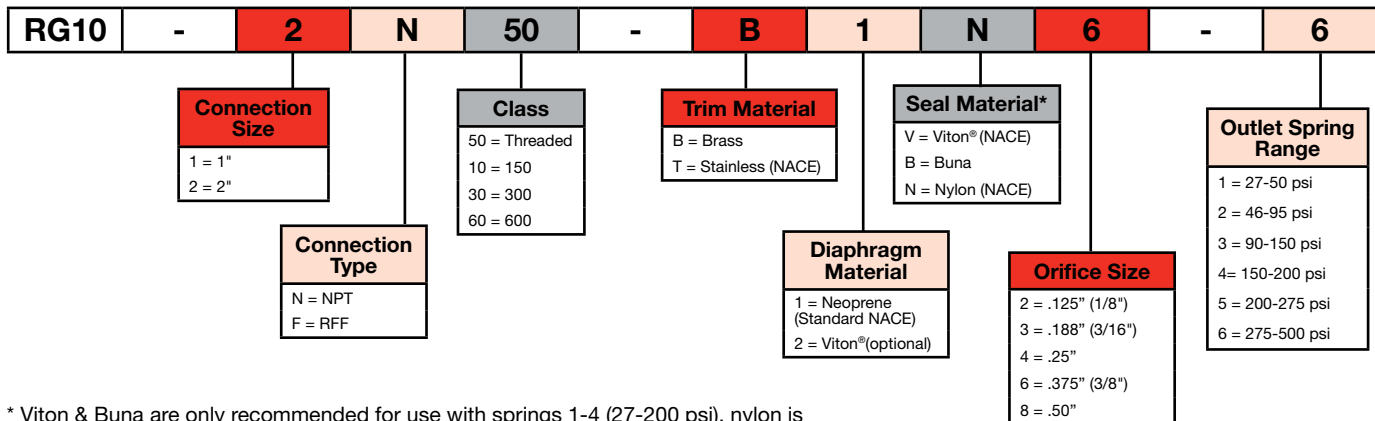 RG10 - 2 N 50 - B 1 N 6 - 6
Connection
Size
1 = 1"
2 = 2"
Connection
Type
N = NPT
F = RFF
Class
50 = Threaded
10 = 150
30 = 300
60 = 600
Trim Material
B = Brass
T = Stainless (NACE)
Diaphragm
Material
1 = Neoprene
(Standard NACE)
2 = Viton®(optional)
Seal Material*
V = Viton® (NACE)
B = Buna
N = Nylon (NACE)
Orifice Size
2 = .125” (1/8")
3 = .188” (3/16")
4 = .25”
6 = .375” (3/8")
8 = .50”
Outlet Spring
Range
1 = 27-50 psi
2 = 46-95 psi
3 = 90-150 psi
4= 150-200 psi
5 = 200-275 psi
6 = 275-500 psi
* Viton & Buna are only recommended for use with springs 1-4 (27-200 psi), nylon is